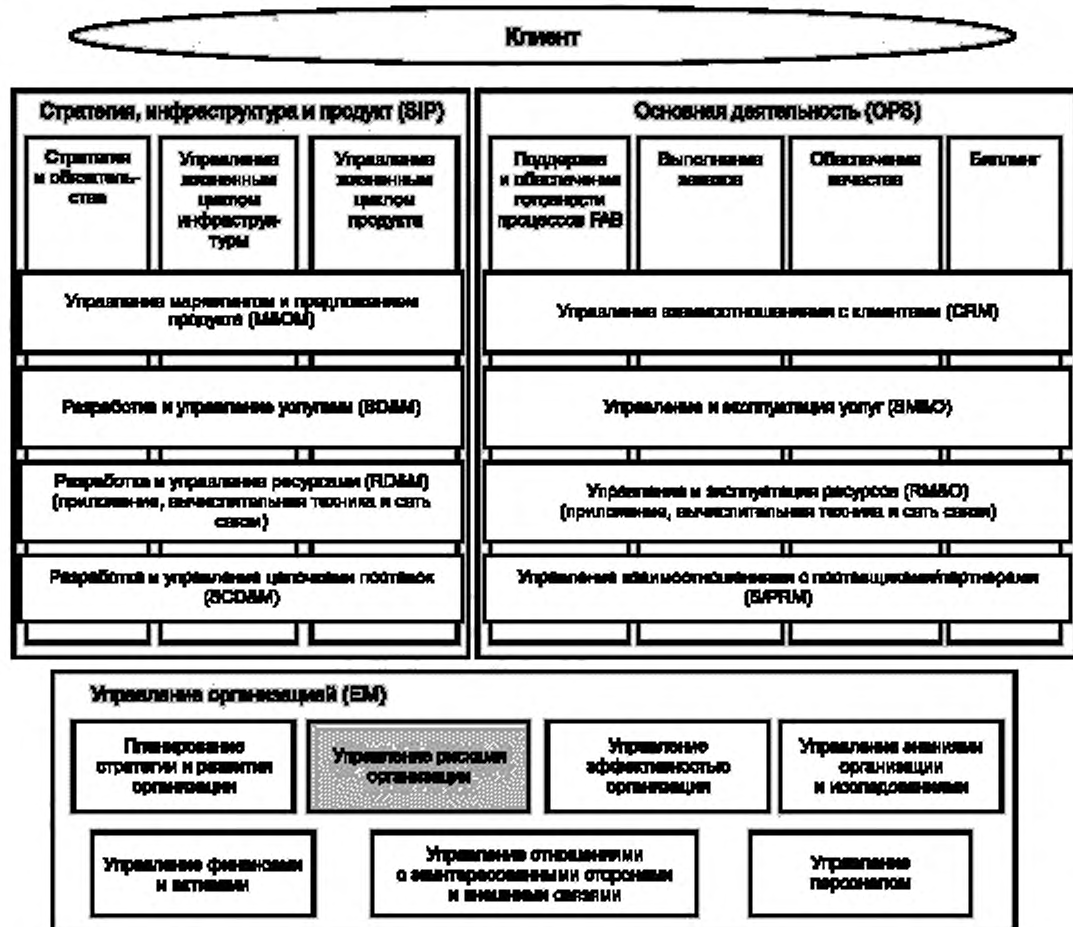 Клиент
Стратегия, инфраструктура и продукт (SIP)
Основная деятельность (OPS)
Стратегия
и обязатель-
ства
Управление
жизненным
циклом
инфраструк-
туры
Управление
жизненным
циклом
продукта
Поддержка
и обеспечение
готовности
процессов FAB
Выполнение
заказов
Обеспечение
качества
Биллинг
Управление маркетингом и предложением
продукта (M&OM)
Управление взаимоотношениями с клиентами (CRM)
Разработка и управление услугами (SD&M)
Управление и эксплуатация услуг (SM&O)
Разработка и управление ресурсами (RD&M)
(приложение, вычислительная техника и сеть
связи)
Управление и эксплуатация ресурсов (RM&O)
(приложение, вычислительная техника и сеть связи)
Разработка и управление цепочками поставок
(SCD&M)
Управление взаимоотношениями с поставщиками/партнерами
(S/PRM)
Управление организацией (EM)
Планирование
стратегии и развития
организации
Управление рисками
организации
Управление
эффективностью
организация
Управление знаниями
организации
и исследованиями
Управление финансами
и активами
Управление отношениями
с заинтересованными сторонами
и внешними связями
Управление
персоналом